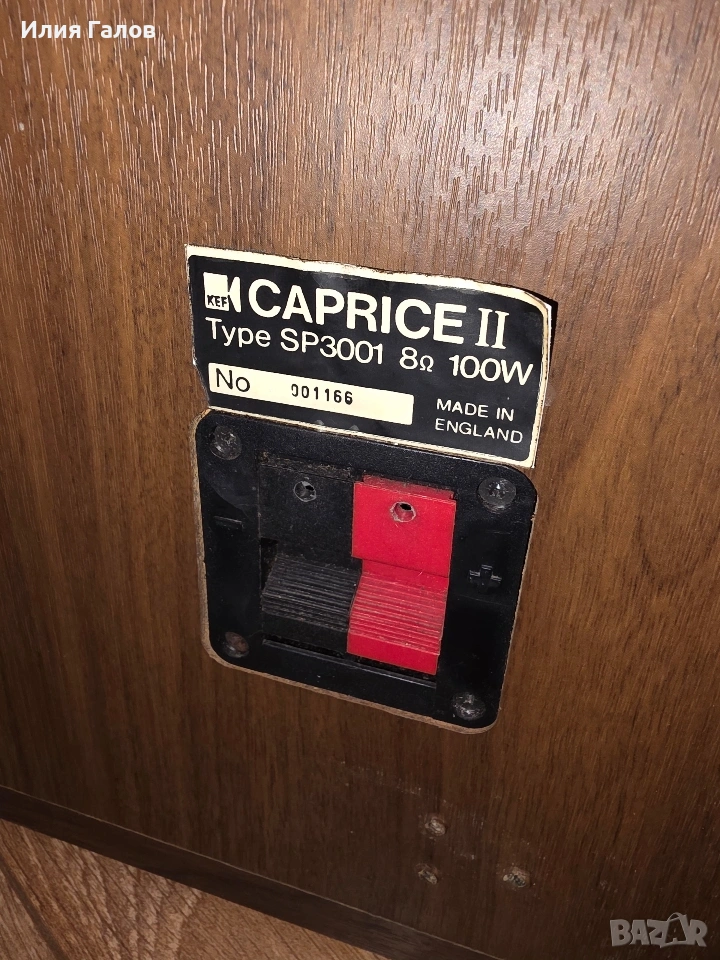 Илия Галов
KEF CAPRICE II
Type SP3001 8Ω 100W
No 001166
MADE IN
ENGLAND
− +
BAZAR